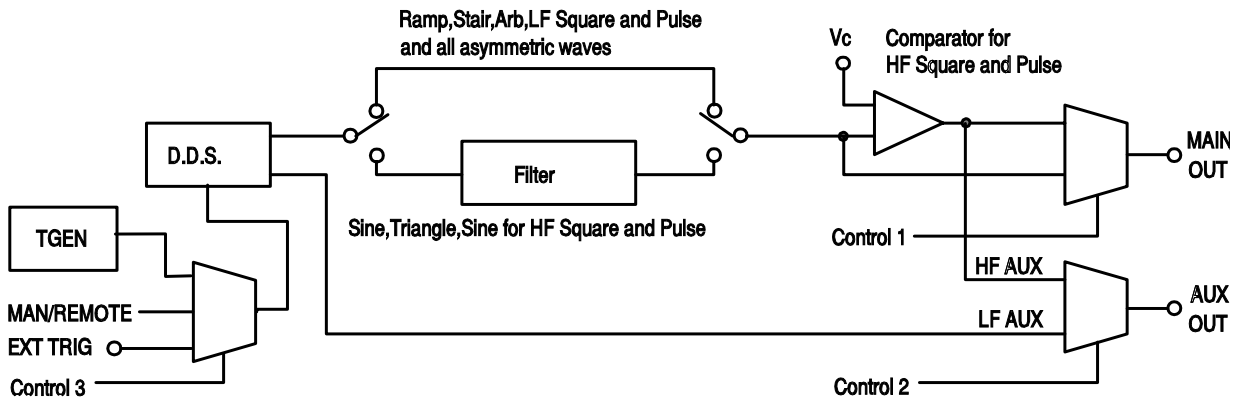 Ramp,Stair,Arb,LF Square and Pulse
and all asymmetric waves
Vc
Comparator for
HF Square and Pulse
D.D.S.
Filter
MAIN
OUT
TGEN
Sine,Triangle,Sine for HF Square and Pulse
Control 1
HF AUX
MAN/REMOTE
AUX
OUT
LF AUX
EXT TRIG
Control 3
Control 2